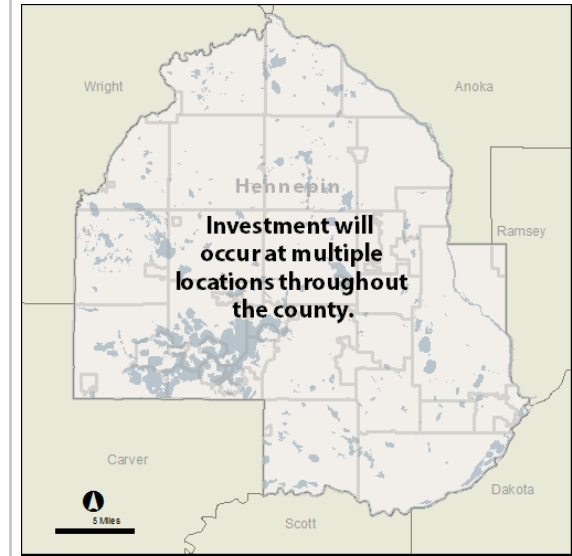 Wright
Anoka
Hennepin
Investment will
occur at multiple
locations throughout
the county.
Ramsey
Carver
Dakota
5 Miles
Scott